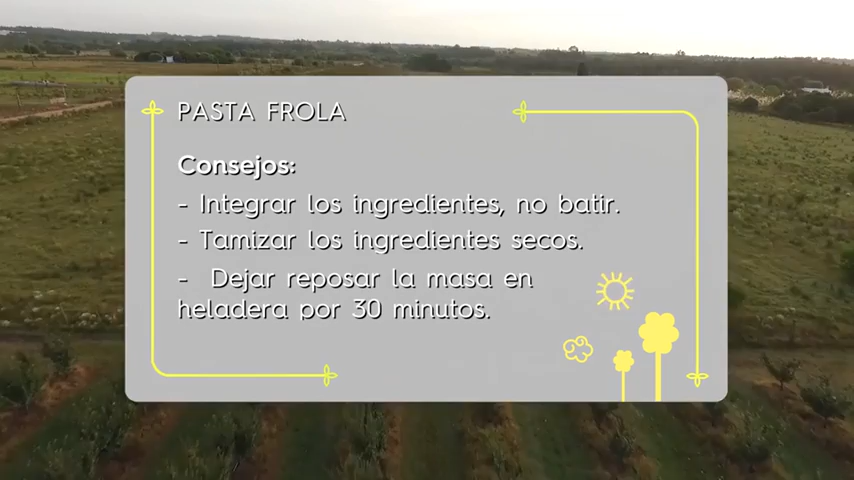 PASTA FROLA
Consejos:
- Integrar los ingredientes, no batir.
- Tamizar los ingredientes secos.
- Dejar reposar la masa en
heladera por 30 minutos.